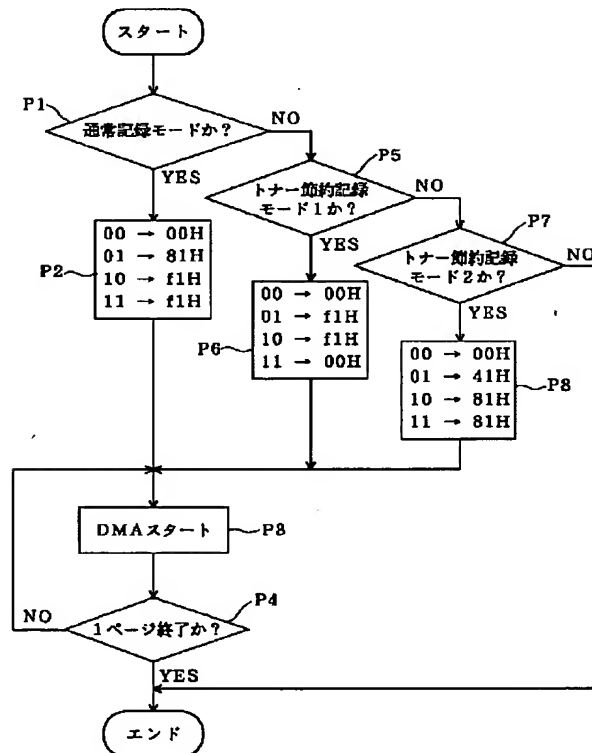 スタート
P1
通常記録モードか?
NO
YES
P5
トナー節約記録
モード1か?
NO
YES
P7
トナー節約記録
モード2か?
NO
YES
P2
00 → 00H
01 → 81H
10 → f1H
11 → f1H
P6
00 → 00H
01 → f1H
10 → f1H
11 → 00H
00 → 00H
01 → 41H
10 → 81H
11 → 81H
P8
DMAスタート
P3
P4
1ページ終了か?
NO
YES
エンド